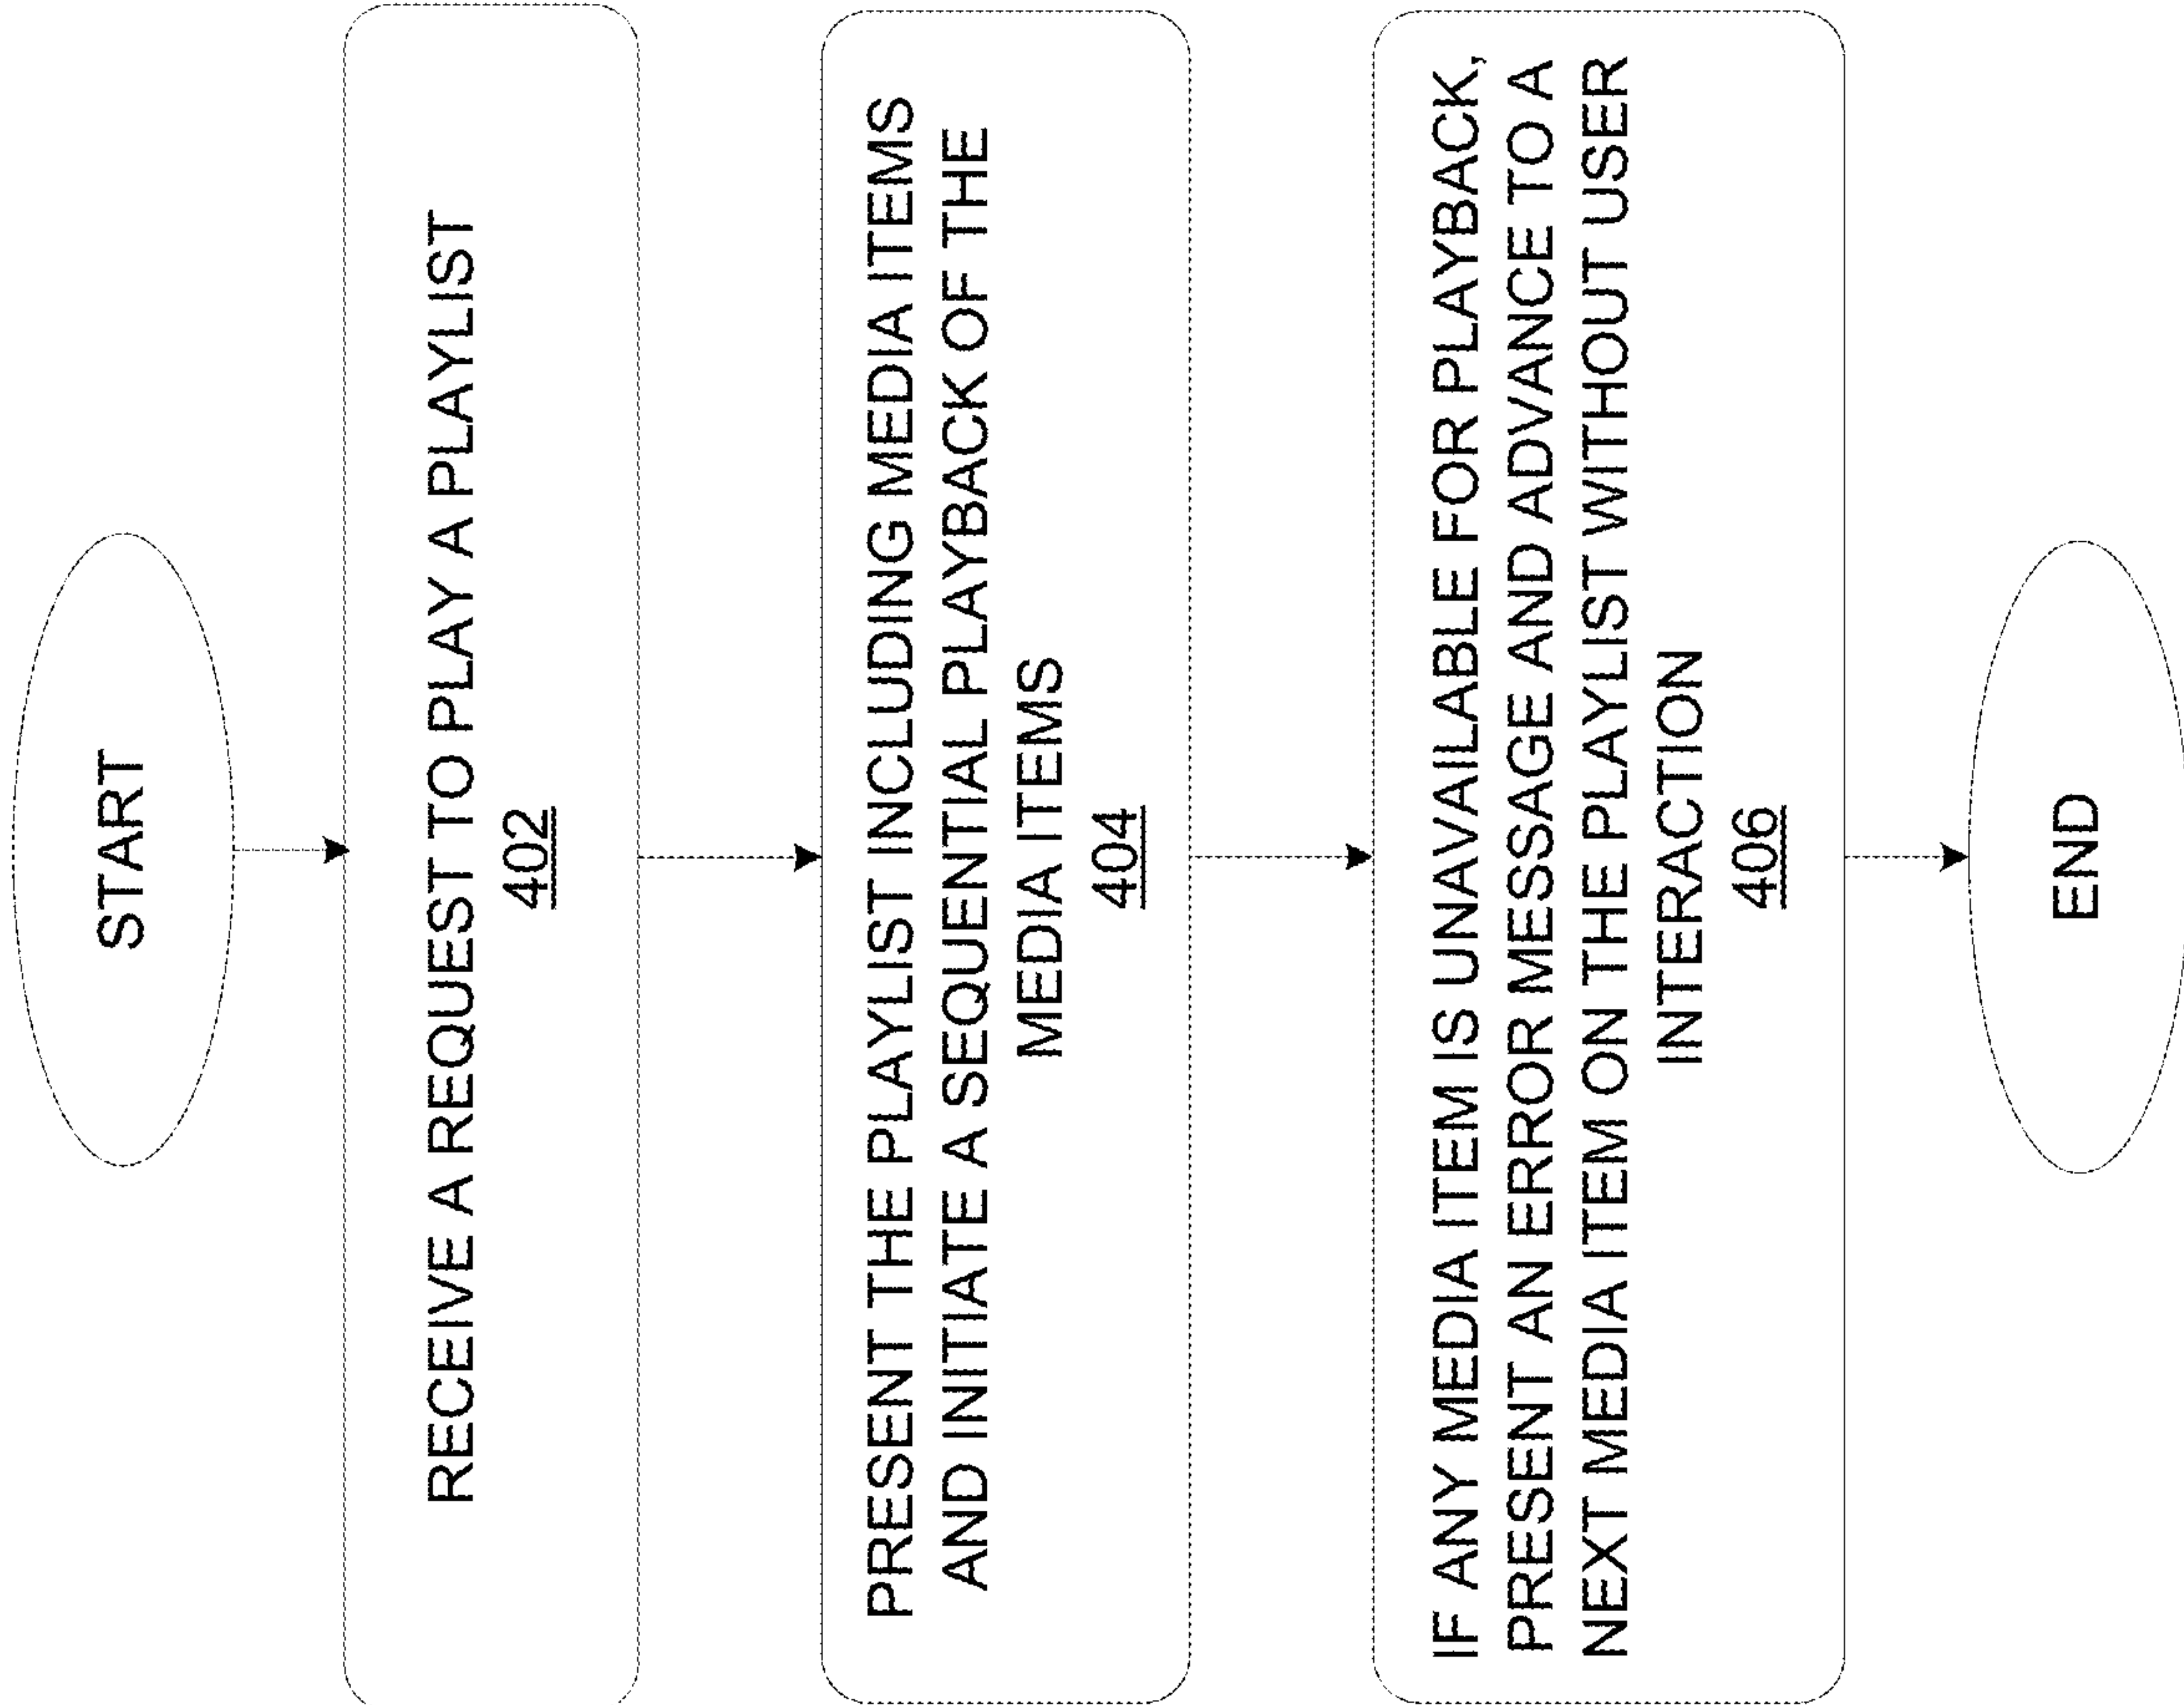 START
RECEIVE A REQUEST TO PLAY A PLAYLIST
402
PRESENT THE PLAYLIST INCLUDING MEDIA ITEMS
AND INITIATE A SEQUENTIAL PLAYBACK OF THE
MEDIA ITEMS
404
IF ANY MEDIA ITEM IS UNAVAILABLE FOR PLAYBACK,
PRESENT AN ERROR MESSAGE AND ADVANCE TO A
NEXT MEDIA ITEM ON THE PLAYLIST WITHOUT USER
INTERACTION
406
END